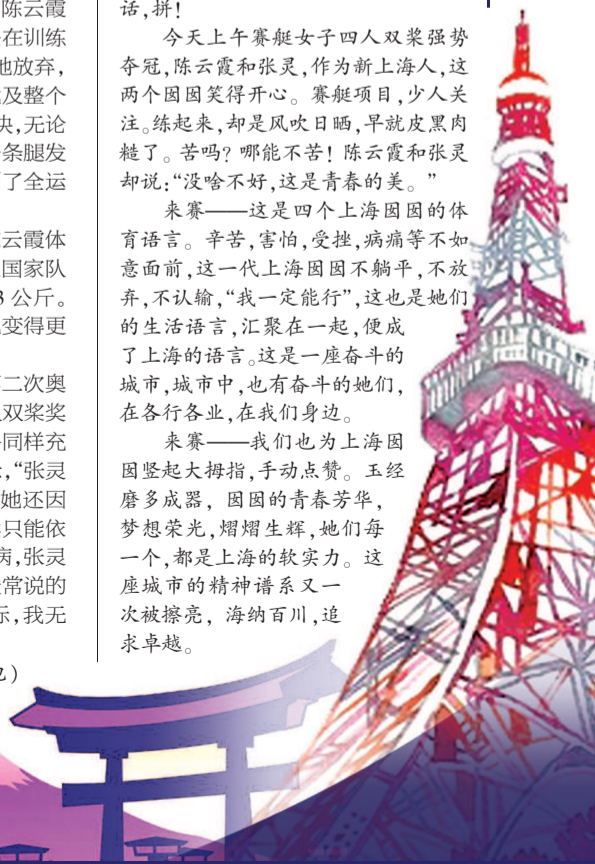 陈云霞
在训练
放弃,
及整个
,无论
条腿发
了全运
云霞体
国家队
公斤。
变得更
二次奥
双桨奖
同样充
,“张灵
她还因
只能依
病,张灵
常说的
,我无
)
话,拼!
今天上午赛艇女子四人双桨强势
夺冠,陈云霞和张灵,作为新上海人,这
两个囡囡笑得开心。赛艇项目,少人关
注。练起来,却是风吹日晒,早就皮黑肉
糙了。苦吗?哪能不苦!陈云霞和张灵
却说:“没啥不好,这是青春的美。”
来赛——这是四个上海囡囡的体
育语言。辛苦,害怕,受挫,病痛等不如
意面前,这一代上海囡囡不躺平,不放
弃,不认输,“我一定能行”,这也是她们
的生活语言,汇聚在一起,便成
了上海的语言。这是一座奋斗的
城市,城市中,也有奋斗的她们,
在各行各业,在我们身边。
来赛——我们也为上海囡
囡竖起大拇指,手动点赞。玉经
磨多成器,囡囡的青春芳华,
梦想荣光,熠熠生辉,她们每
一个,都是上海的软实力。这
座城市的精神谱系又一
次被擦亮,海纳百川,追
求卓越。